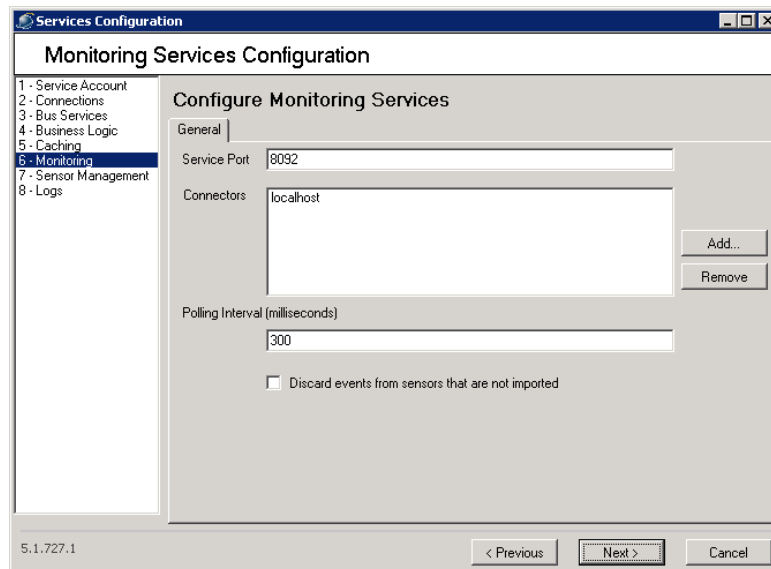 Services Configuration
Monitoring Services Configuration
1 - Service Account
2 - Connections
3 - Bus Services
4 - Business Logic
5 - Caching
6 - Monitoring
7 - Sensor Management
8 - Logs
Configure Monitoring Services
General
Service Port 8092
Connectors localhost
Add...
Remove
Polling Interval (milliseconds)
300
Discard events from sensors that are not imported
5.1.727.1 < Previous Next > Cancel